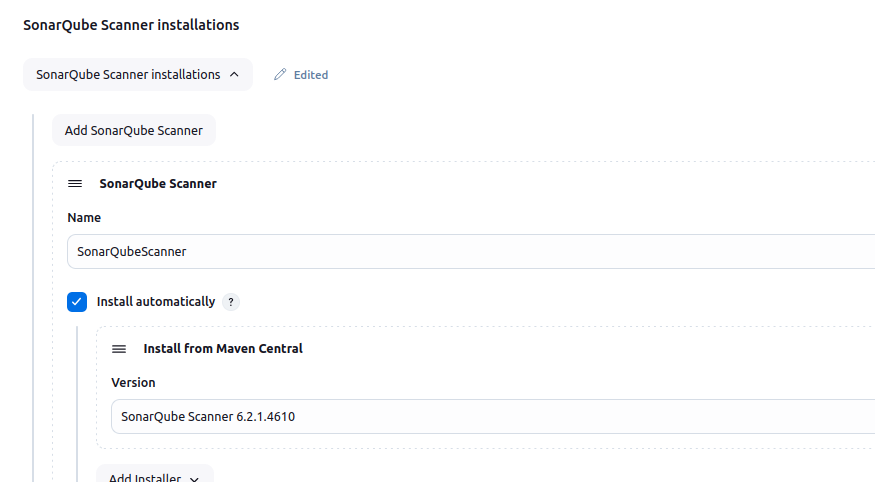 SonarQube Scanner installations
SonarQube Scanner installations
Edited
Add SonarQube Scanner
SonarQube Scanner
Name
SonarQubeScanner
Install automatically ?
Install from Maven Central
Version
SonarQube Scanner 6.2.1.4610
Add Installer